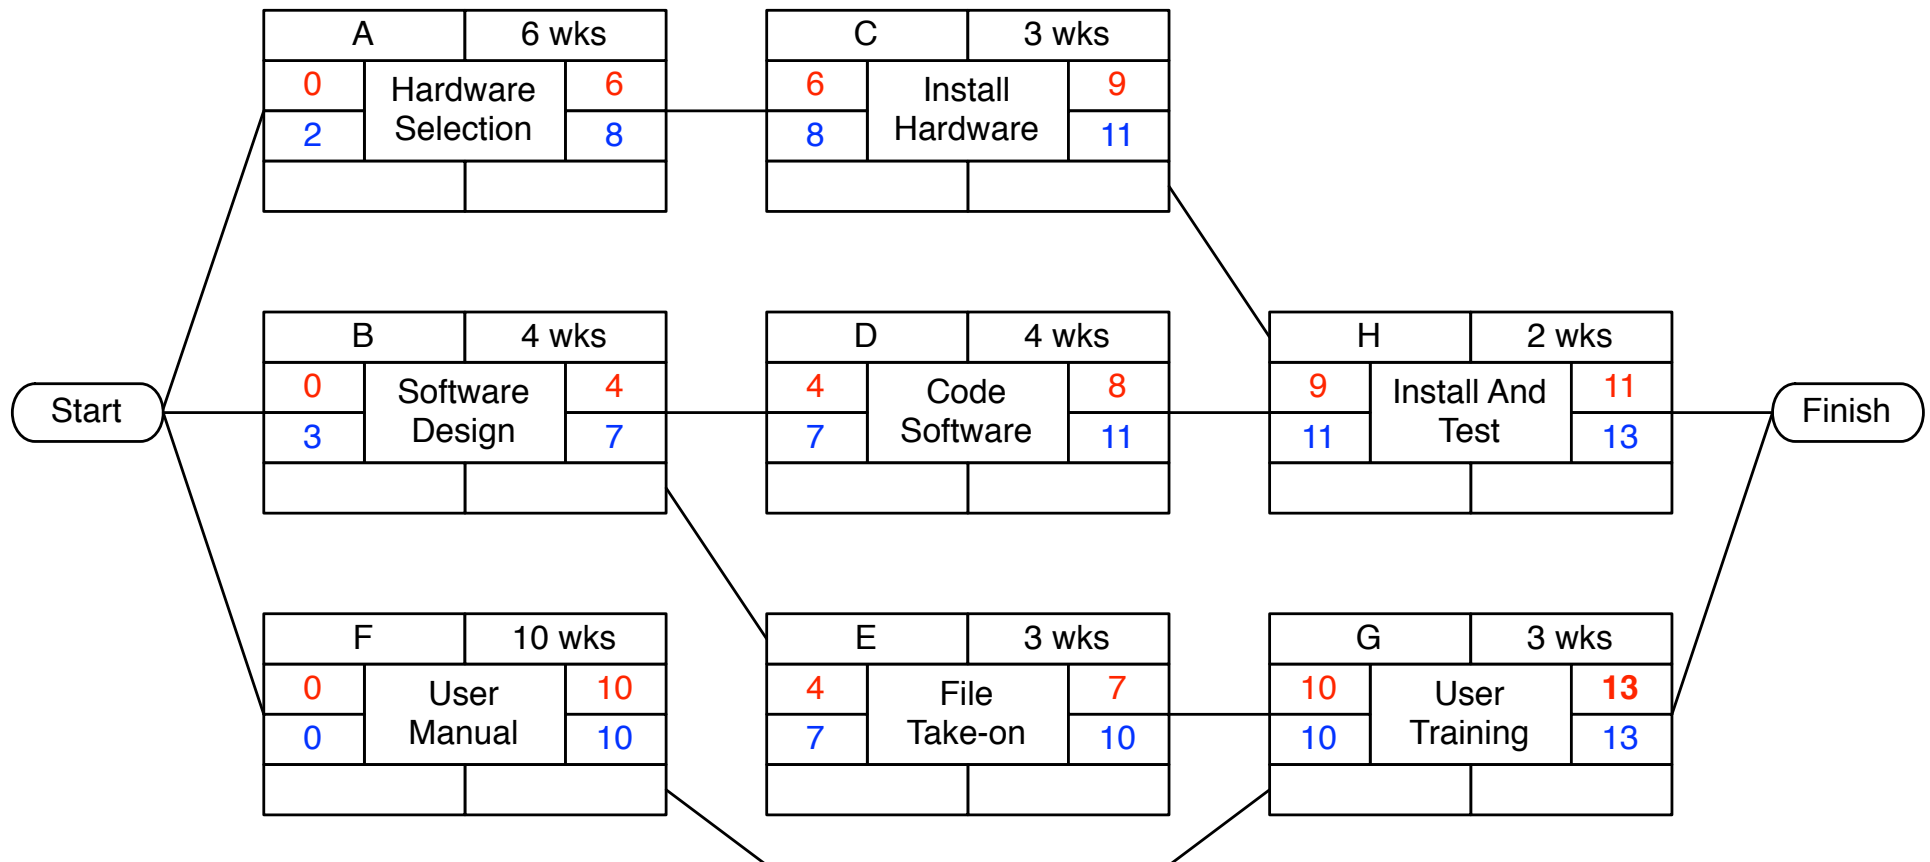 A 6 wks
0 Hardware Selection 6
2 8
C 3 wks
6 Install Hardware 9
8 11
Start
B 4 wks
0 Software Design 4
3 7
D 4 wks
4 Code Software 8
7 11
H 2 wks
9 Install And Test 11
11 13
Finish
F 10 wks
0 User Manual 10
0 10
E 3 wks
4 File Take-on 7
7 10
G 3 wks
10 User Training 13
10 13